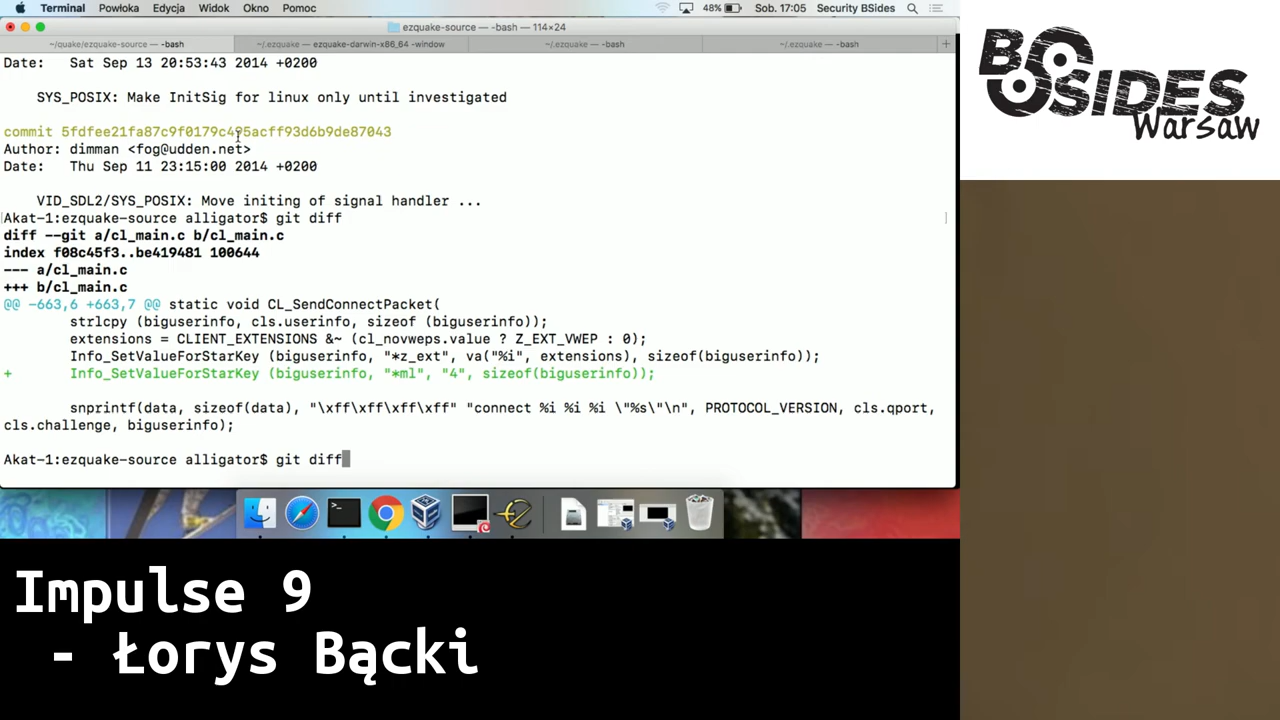 Terminal Powłoka Edycja Widok Okno Pomoc 48% Sob. 17:05 Security BSides
ezquake-source — -bash — 114×24
~/quake/ezquake-source — -bash ~/.ezquake — ezquake-darwin-x86_64 -window ~/.ezquake — -bash ~/.ezquake — -bash +
Date:   Sat Sep 13 20:53:43 2014 +0200
SYS_POSIX: Make InitSig for linux only until investigated
commit 5fdfee21fa87c9f0179c495acff93d6b9de87043
Author: dimman <fog@udden.net>
Date:   Thu Sep 11 23:15:00 2014 +0200
VID_SDL2/SYS_POSIX: Move initing of signal handler ...
Akat-1:ezquake-source alligator$ git diff
diff --git a/cl_main.c b/cl_main.c
index f08c45f3..be419481 100644
--- a/cl_main.c
+++ b/cl_main.c
@@ -663,6 +663,7 @@ static void CL_SendConnectPacket(
strlcpy (biguserinfo, cls.userinfo, sizeof (biguserinfo));
extensions = CLIENT_EXTENSIONS &~ (cl_novweps.value ? Z_EXT_VWEP : 0);
Info_SetValueForStarKey (biguserinfo, "*z_ext", va("%i", extensions), sizeof(biguserinfo));
+       Info_SetValueForStarKey (biguserinfo, "*ml", "4", sizeof(biguserinfo));
snprintf(data, sizeof(data), "\xff\xff\xff\xff" "connect %i %i %i \"%s\"\n", PROTOCOL_VERSION, cls.qport,
cls.challenge, biguserinfo);
Akat-1:ezquake-source alligator$ git diff
BSIDES
Warsaw
Impulse 9
- Łorys Bącki